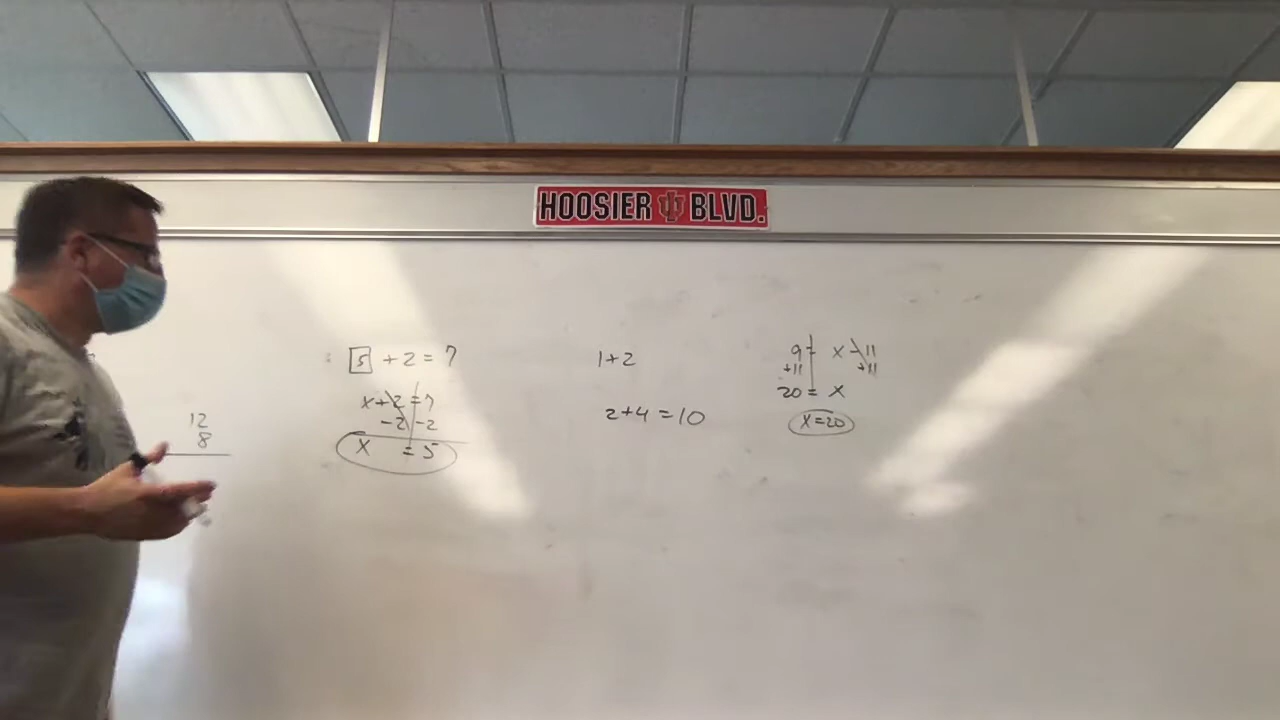 HOOSIER IU BLVD.
12
8
5 + 2 = 7
x + 2 = 7
-2 -2
x = 5
1+2
2+4 = 10
9 = x - 11
+11 +11
20 = x
x=20